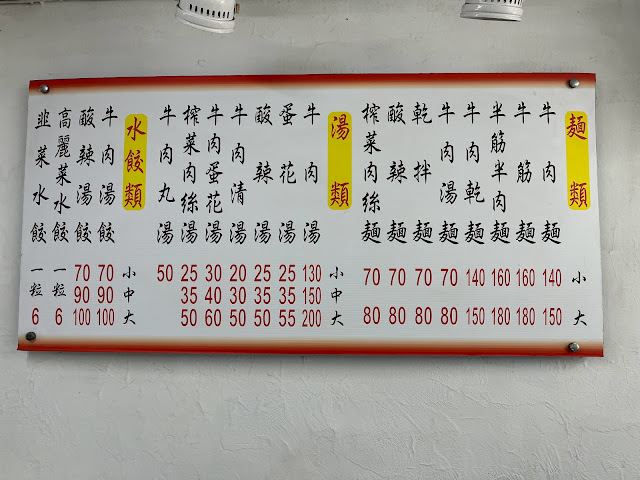 麵類
小 大
牛肉麵 140 150
牛筋麵 160 180
半筋半肉麵 160 180
牛肉乾麵 140 150
牛肉湯麵 70 80
乾拌麵 70 80
酸辣麵 70 80
榨菜肉絲麵 70 80
湯類
小 中 大
牛肉湯 130 150 200
蛋花湯 25 35 55
酸辣湯 25 35 50
牛肉清湯 20 30 50
牛肉蛋花湯 30 40 60
榨菜肉絲湯 25 35 50
牛肉丸湯 50
水餃類
小 中 大
牛肉湯餃 70 90 100
酸辣湯餃 70 90 100
高麗菜水餃 一粒 6
韭菜水餃 一粒 6